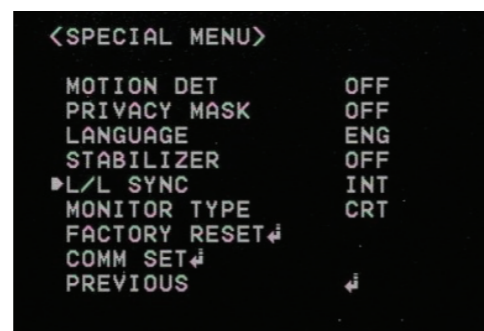 <SPECIAL MENU>
MOTION DET OFF
PRIVACY MASK OFF
LANGUAGE ENG
STABILIZER OFF
L/L SYNC INT
MONITOR TYPE CRT
FACTORY RESET↲
COMM SET↲
PREVIOUS ↲